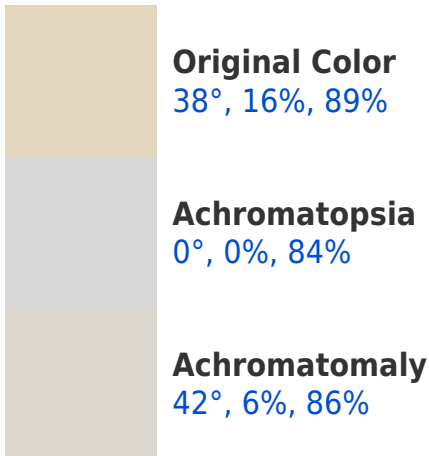 Original Color
38°, 16%, 89%
Achromatopsia
0°, 0%, 84%
Achromatomaly
42°, 6%, 86%